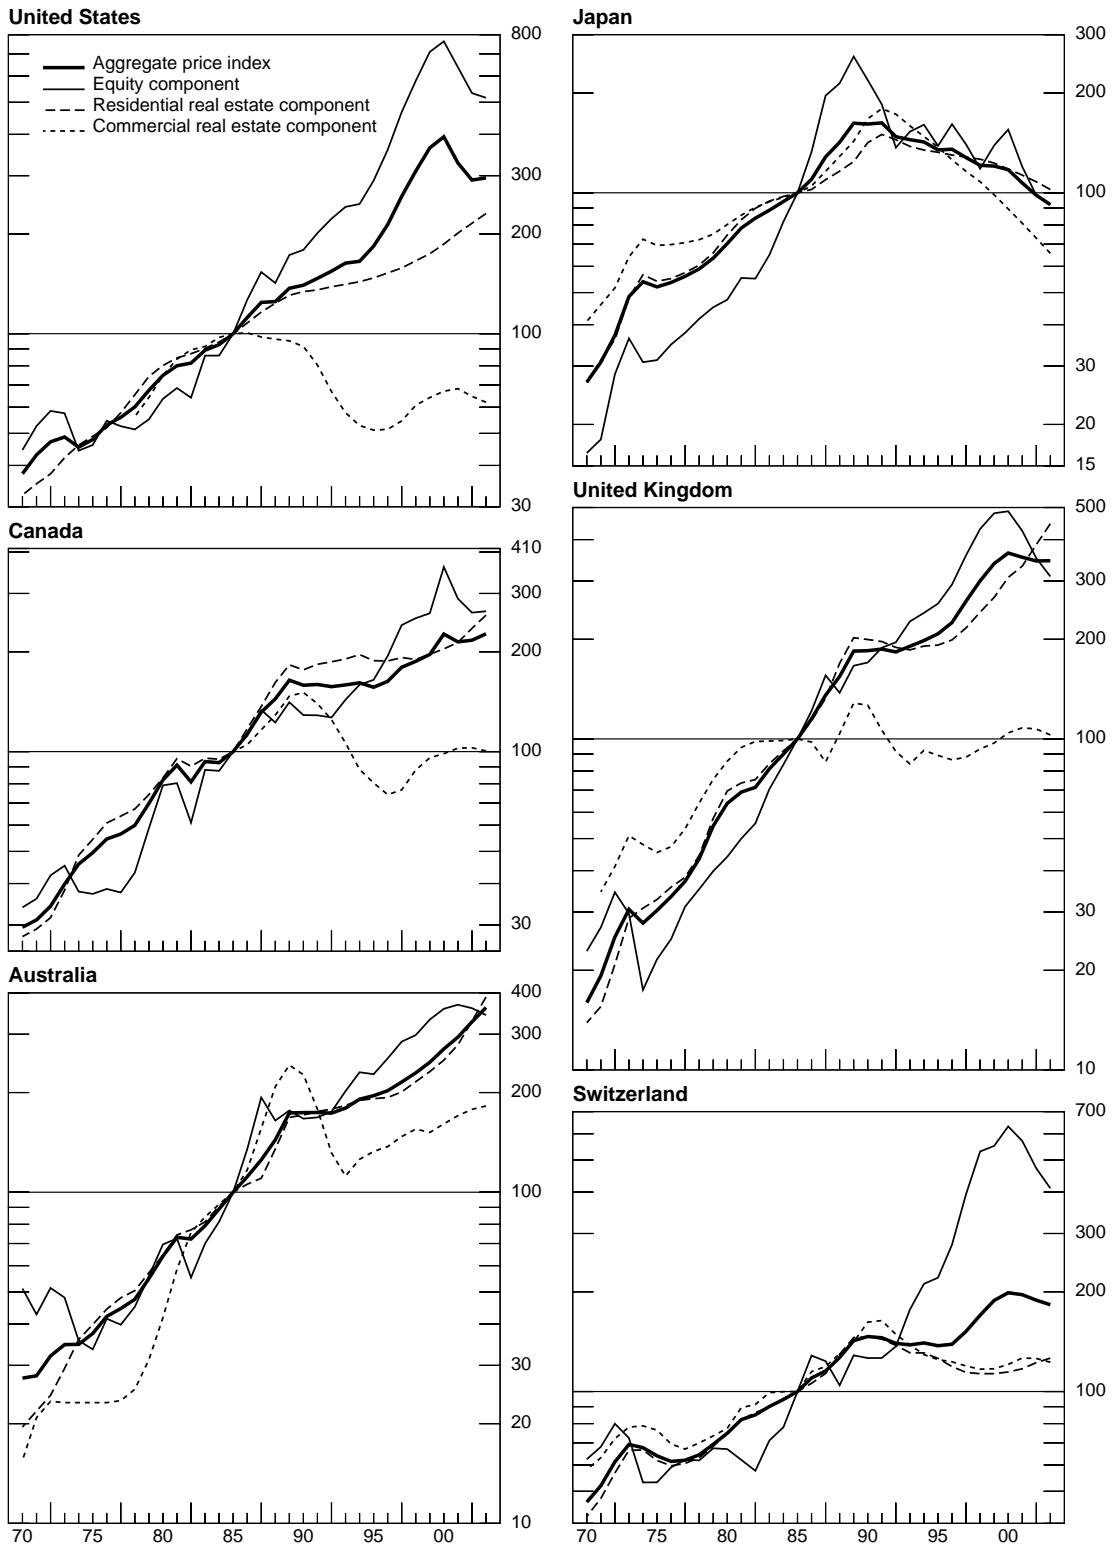 United States
800
300
200
100
30
Aggregate price index
Equity component
Residential real estate component
Commercial real estate component
Japan
300
200
100
30
20
15
Canada
410
300
200
100
30
United Kingdom
500
300
200
100
30
20
10
Australia
400
300
200
100
30
20
10
70 75 80 85 90 95 00
Switzerland
700
300
200
100
70 75 80 85 90 95 00